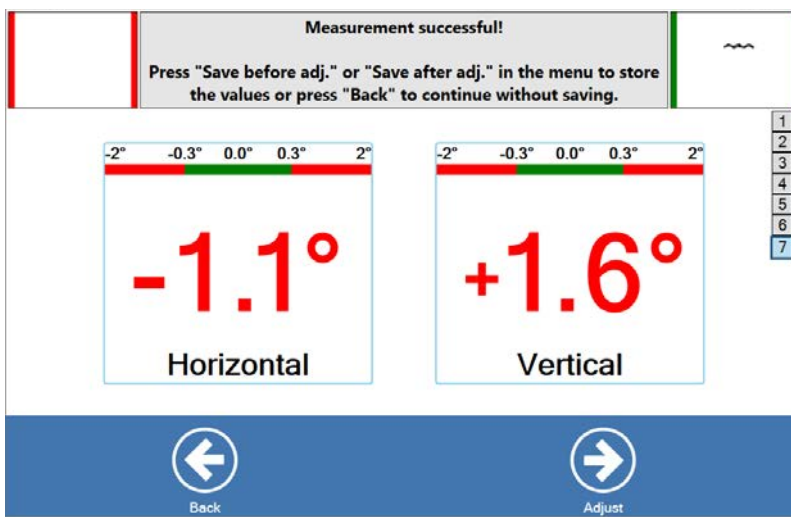 Measurement successful!
Press "Save before adj." or "Save after adj." in the menu to store
the values or press "Back" to continue without saving.
1
2
3
4
5
6
7
-2° -0.3° 0.0° 0.3° 2°
-1.1°
Horizontal
-2° -0.3° 0.0° 0.3° 2°
+1.6°
Vertical
Back
Adjust